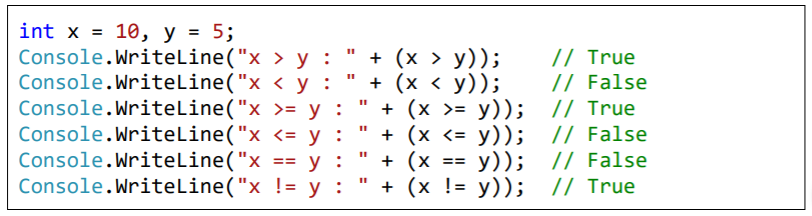 int x = 10, y = 5;
Console.WriteLine("x > y : " + (x > y));    // True
Console.WriteLine("x < y : " + (x < y));    // False
Console.WriteLine("x >= y : " + (x >= y));  // True
Console.WriteLine("x <= y : " + (x <= y));  // False
Console.WriteLine("x == y : " + (x == y));  // False
Console.WriteLine("x != y : " + (x != y));  // True